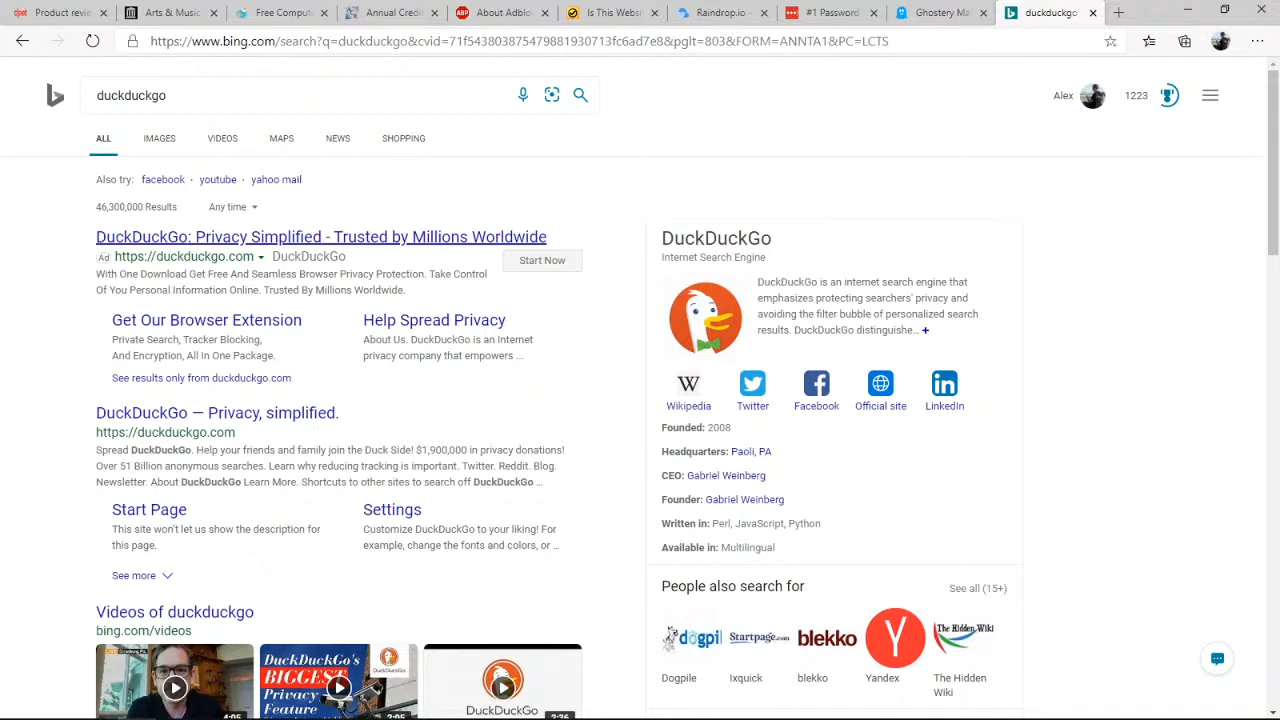 djet review
Arts & Music
Free Compu
Annual Credi
About Adblo
Is This Websi
Raindrop.io
#1 Password
Ghostery Ma
duckduckgo
https://www.bing.com/search?q=duckduckgo&cvid=71f543803875479881930713fc6ad7e8&pglt=803&FORM=ANNTA1&PC=LCTS
duckduckgo
Alex
1223
ALL
IMAGES
VIDEOS
MAPS
NEWS
SHOPPING
Also try: facebook · youtube · yahoo mail
46,300,000 Results
Any time
DuckDuckGo: Privacy Simplified - Trusted by Millions Worldwide
Ad https://duckduckgo.com DuckDuckGo
Start Now
With One Download Get Free And Seamless Browser Privacy Protection. Take Control
Of You Personal Information Online. Trusted By Millions Worldwide.
Get Our Browser Extension
Private Search, Tracker Blocking,
And Encryption, All In One Package.
Help Spread Privacy
About Us. DuckDuckGo is an Internet
privacy company that empowers ...
See results only from duckduckgo.com
DuckDuckGo — Privacy, simplified.
https://duckduckgo.com
Spread DuckDuckGo. Help your friends and family join the Duck Side! $1,900,000 in privacy donations!
Over 51 Billion anonymous searches. Learn why reducing tracking is important. Twitter. Reddit. Blog.
Newsletter. About DuckDuckGo Learn More. Shortcuts to other sites to search off DuckDuckGo ...
Start Page
This site won't let us show the description for
this page.
Settings
Customize DuckDuckGo to your liking! For
example, change the fonts and colors, or ...
See more
Videos of duckduckgo
bing.com/videos
DuckDuckGo's
BIGGEST
Privacy
Feature
DuckDuckGo
4:05
2:05
DuckDuckGo
2:36
DuckDuckGo
Internet Search Engine
DuckDuckGo is an internet search engine that
emphasizes protecting searchers' privacy and
avoiding the filter bubble of personalized search
results. DuckDuckGo distinguishe... +
W
Wikipedia
Twitter
Facebook
Official site
LinkedIn
Founded: 2008
Headquarters: Paoli, PA
CEO: Gabriel Weinberg
Founder: Gabriel Weinberg
Written in: Perl, JavaScript, Python
Available in: Multilingual
People also search for
See all (15+)
dogpil
Startpage.com
blekko
Y
The Hidden Wiki
Dogpile
Ixquick
blekko
Yandex
The Hidden
Wiki